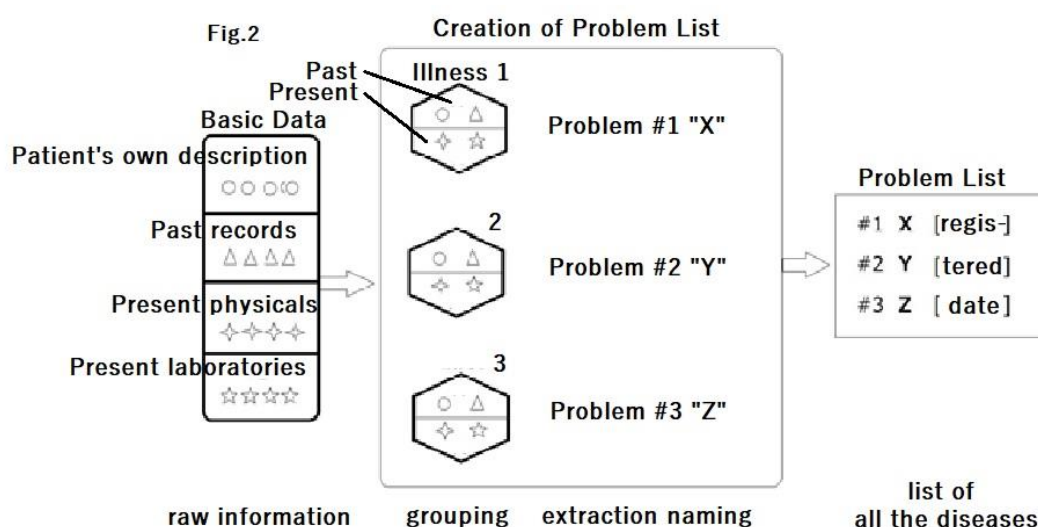 Fig.2
Creation of Problem List
Past
Present
Illness 1
Basic Data
Patient's own description
Past records
Present physicals
Present laboratories
Problem #1 "X"
2
Problem #2 "Y"
3
Problem #3 "Z"
Problem List
#1 X [regis-]
#2 Y [tered]
#3 Z [ date]
raw information
grouping
extraction naming
list of
all the diseases